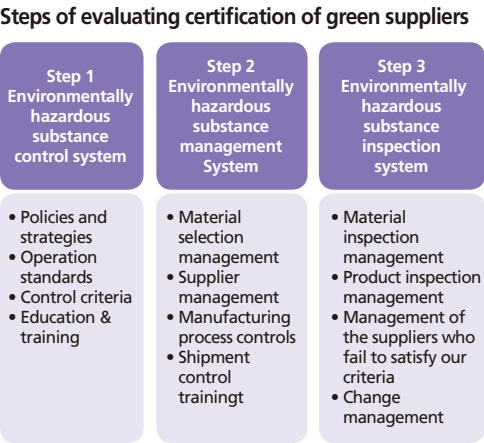 Steps of evaluating certification of green suppliers
Step 1
Environmentally
hazardous
substance
control system
• Policies and
strategies
• Operation
standards
• Control criteria
• Education &
training
Step 2
Environmentally
hazardous
substance
management
System
• Material
selection
management
• Supplier
management
• Manufacturing
process controls
• Shipment
control
trainingt
Step 3
Environmentally
hazardous
substance
inspection
system
• Material
inspection
management
• Product inspection
management
• Management of
the suppliers who
fail to satisfy our
criteria
• Change
management